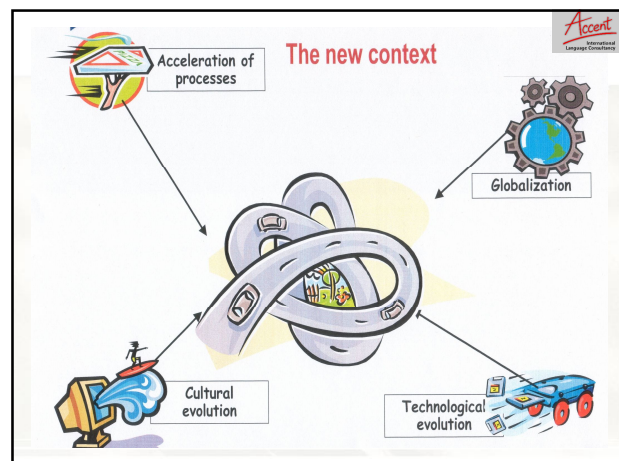 Accent
International
Language Consultancy
The new context
Acceleration of
processes
Globalization
Cultural
evolution
Technological
evolution